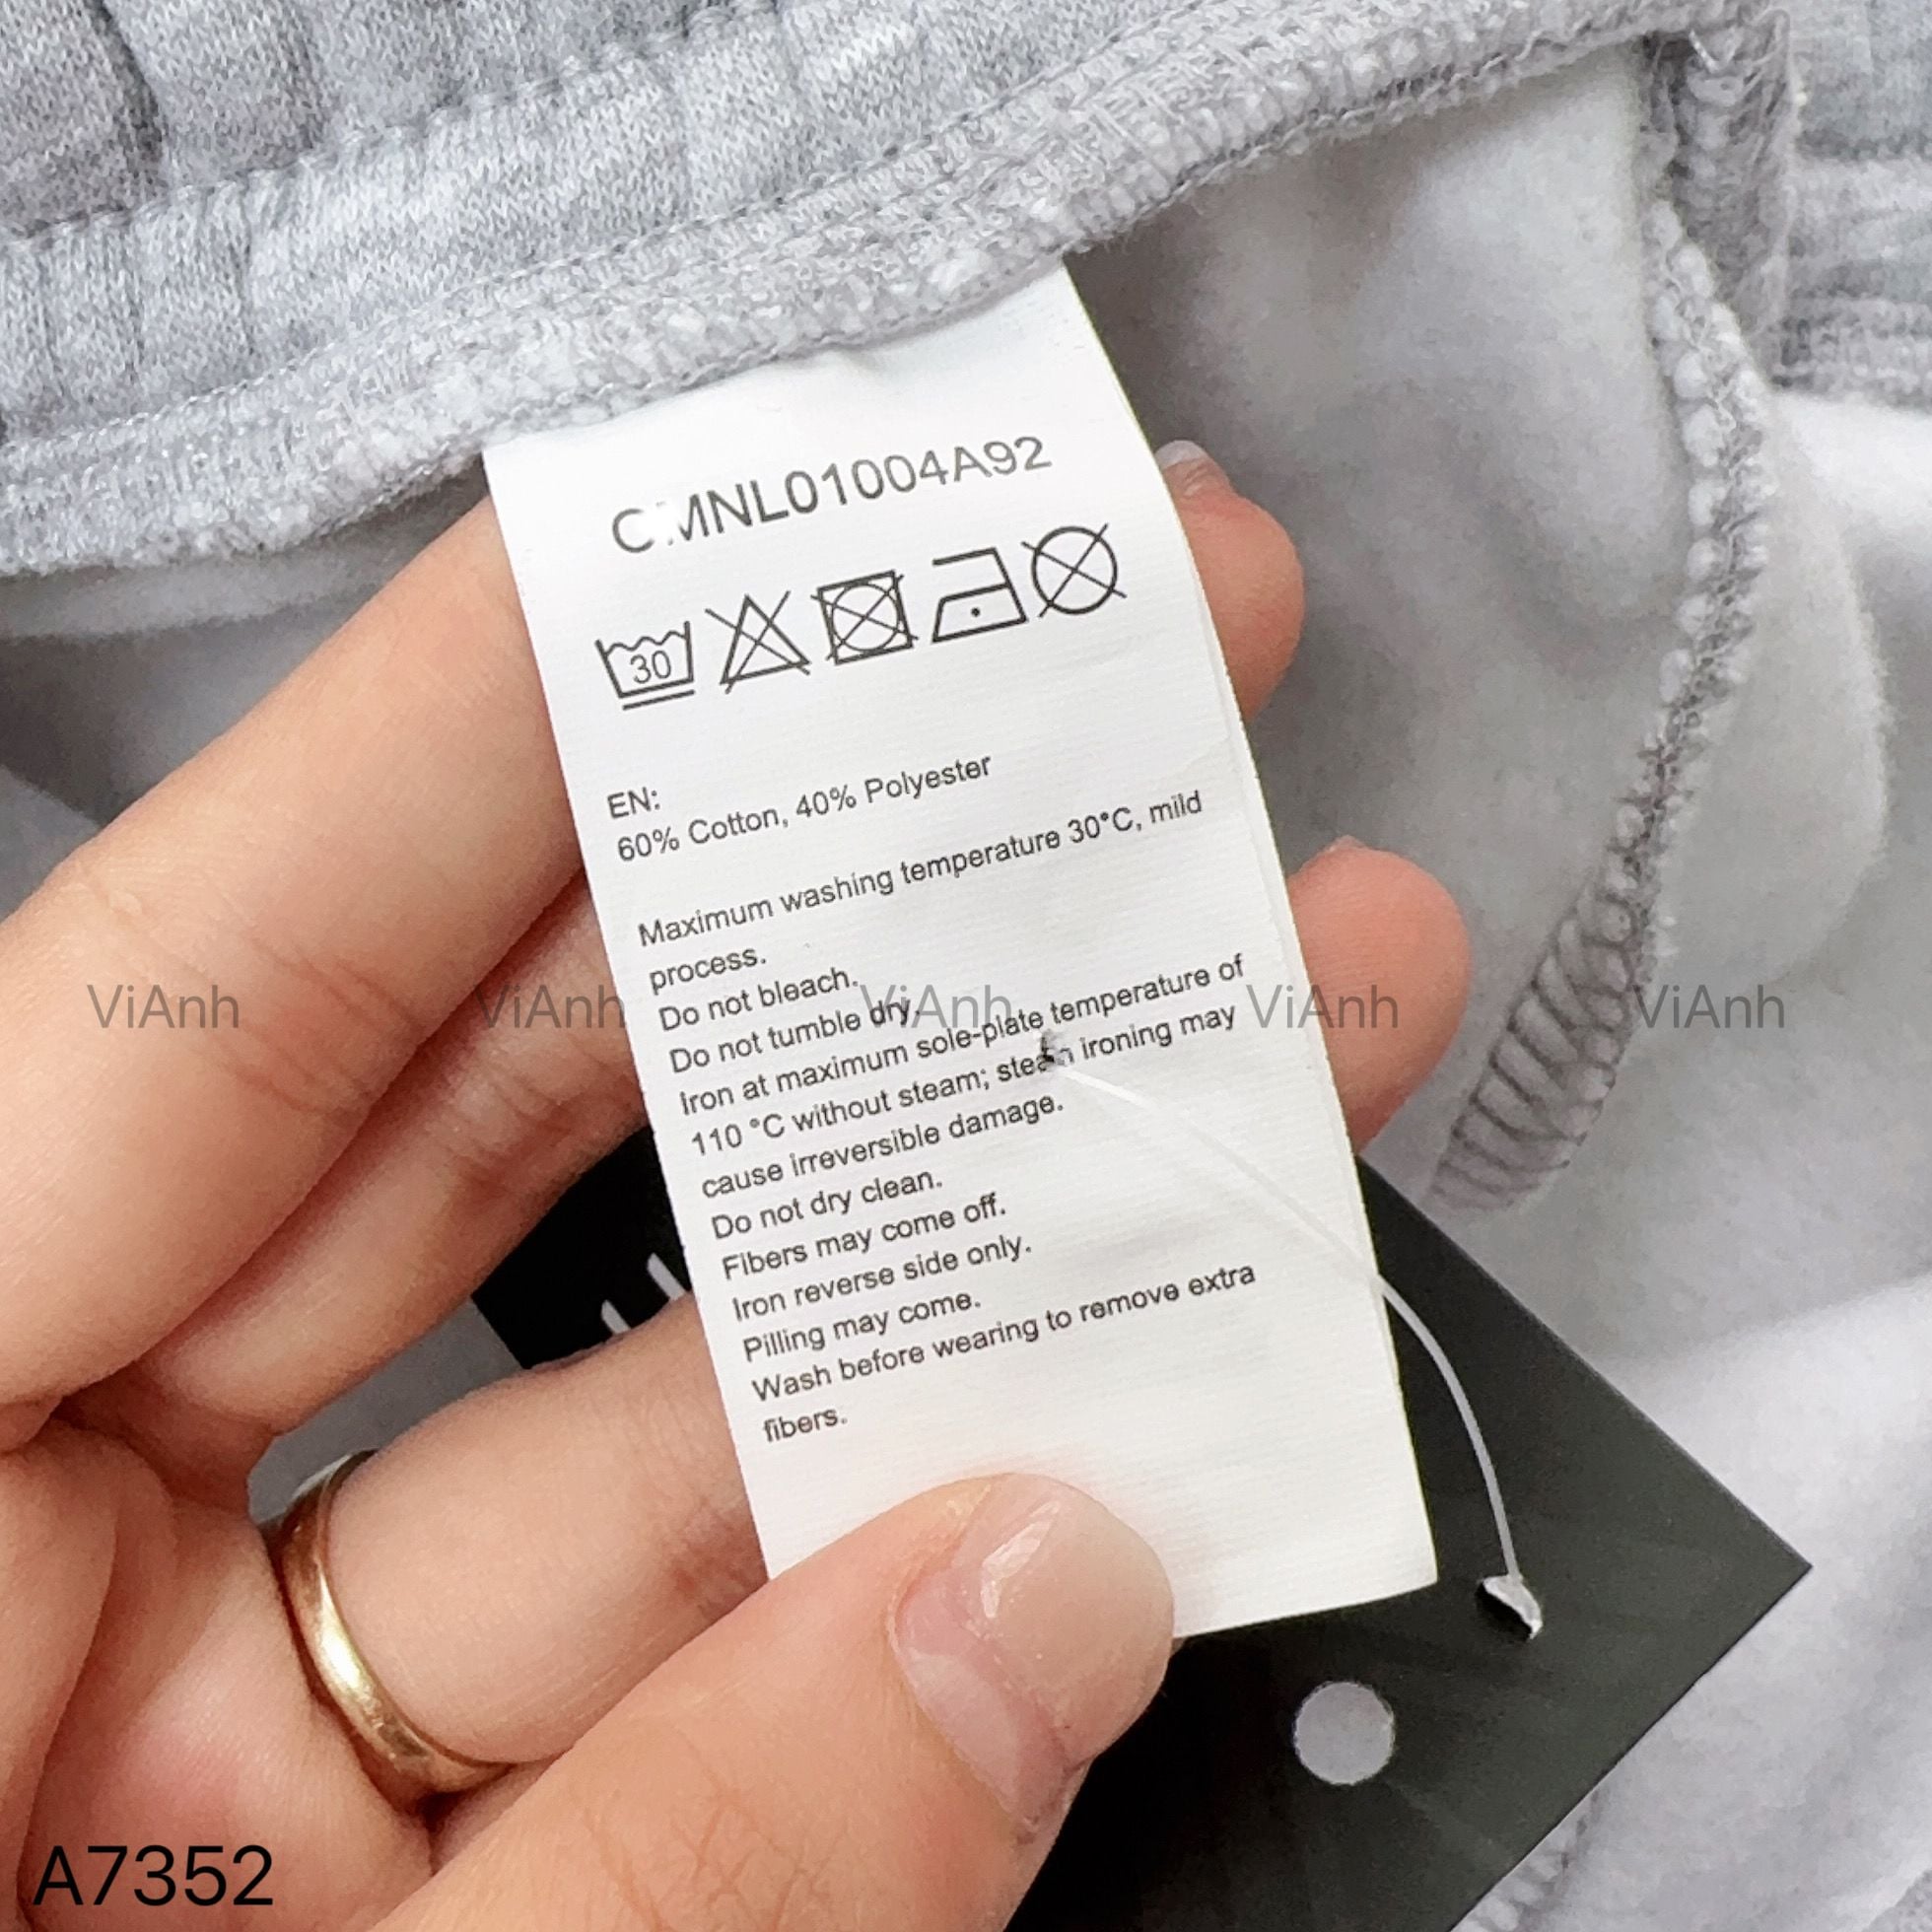 CMNL01004A92
30
EN:
60% Cotton, 40% Polyester
Maximum washing temperature 30°C, mild
process.
Do not bleach.
Do not tumble dry.
Iron at maximum sole-plate temperature of
110 °C without steam; steam ironing may
cause irreversible damage.
Do not dry clean.
Fibers may come off.
Iron reverse side only.
Pilling may come.
Wash before wearing to remove extra
fibers.
ViAnh ViAnh ViAnh ViAnh ViAnh
A7352